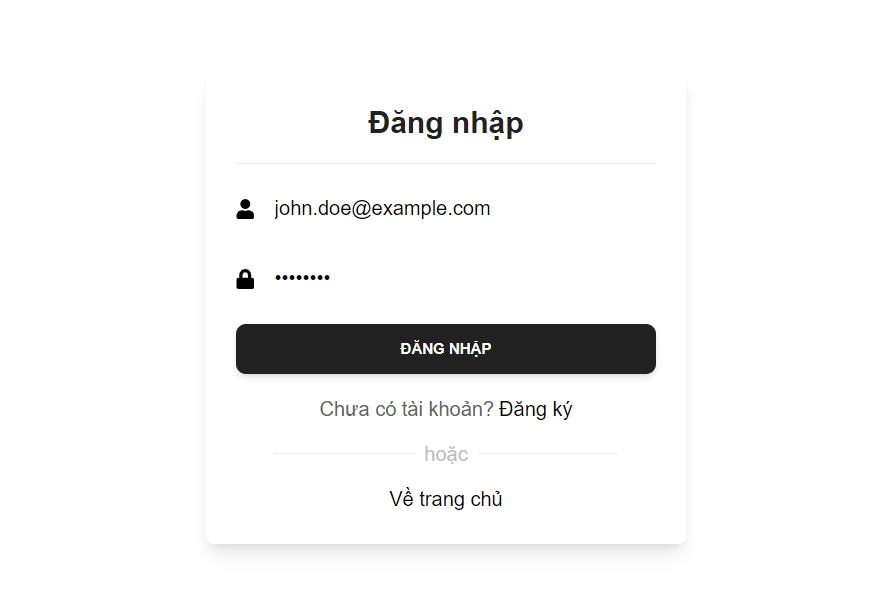 Đăng nhập
john.doe@example.com
••••••••
ĐĂNG NHẬP
Chưa có tài khoản? Đăng ký
hoặc
Về trang chủ